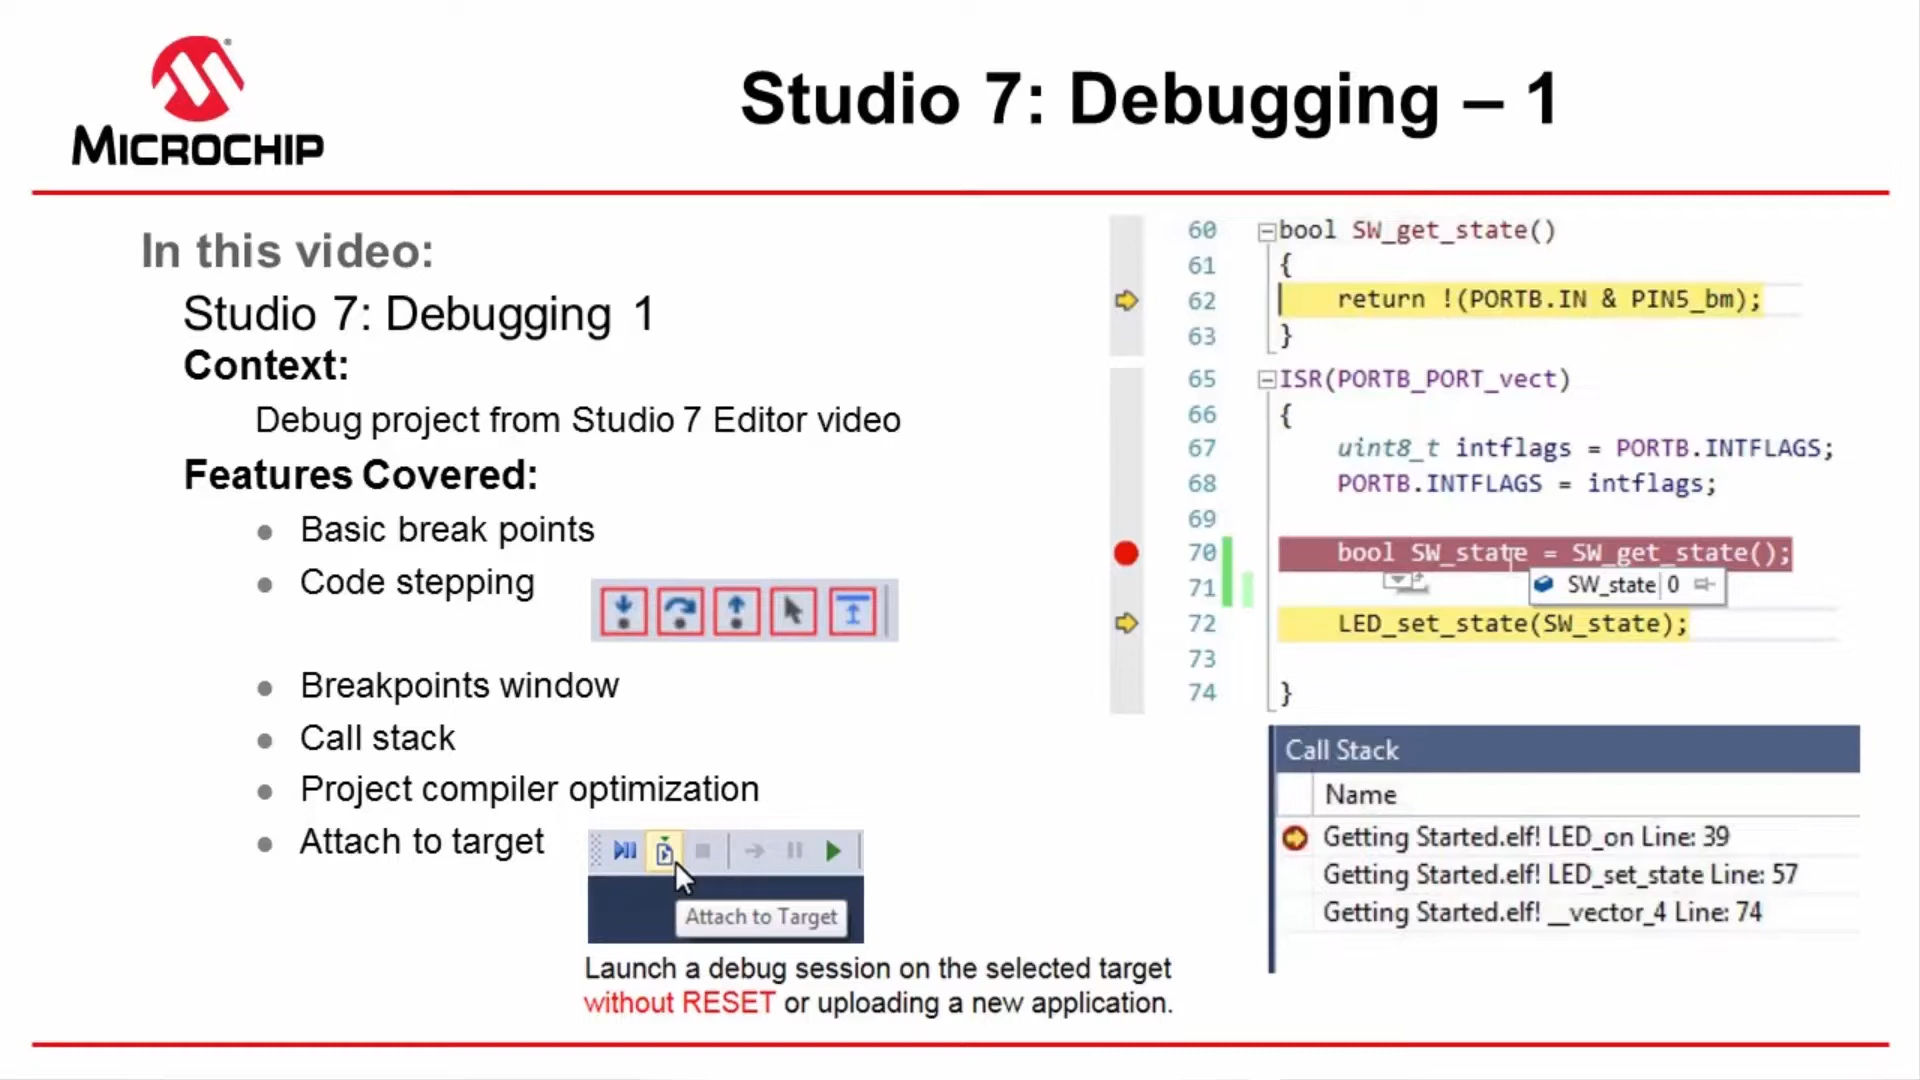 MICROCHIP
Studio 7: Debugging – 1
In this video:
Studio 7: Debugging 1
Context:
Debug project from Studio 7 Editor video
Features Covered:
Basic break points
Code stepping
Breakpoints window
Call stack
Project compiler optimization
Attach to target
Attach to Target
Launch a debug session on the selected target
without RESET or uploading a new application.
60 bool SW_get_state()
61 {
62 return !(PORTB.IN & PIN5_bm);
63 }
65 ISR(PORTB_PORT_vect)
66 {
67 uint8_t intflags = PORTB.INTFLAGS;
68 PORTB.INTFLAGS = intflags;
69
70 bool SW_state = SW_get_state();
71 SW_state 0
72 LED_set_state(SW_state);
73
74 }
Call Stack
Name
Getting Started.elf! LED_on Line: 39
Getting Started.elf! LED_set_state Line: 57
Getting Started.elf! __vector_4 Line: 74